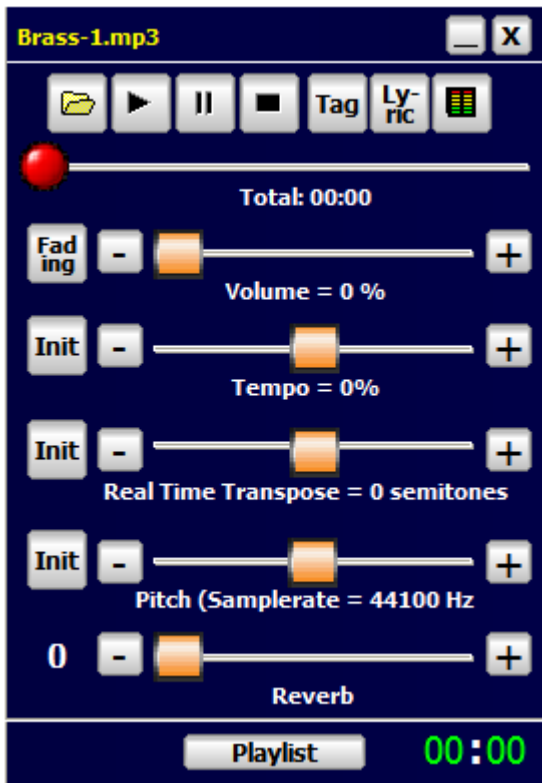 Brass-1.mp3 _ X
Tag Ly-
ric
Total: 00:00
Fad
ing - +
Volume = 0 %
Init - +
Tempo = 0%
Init - +
Real Time Transpose = 0 semitones
Init - +
Pitch (Samplerate = 44100 Hz
0 - +
Reverb
Playlist 00:00